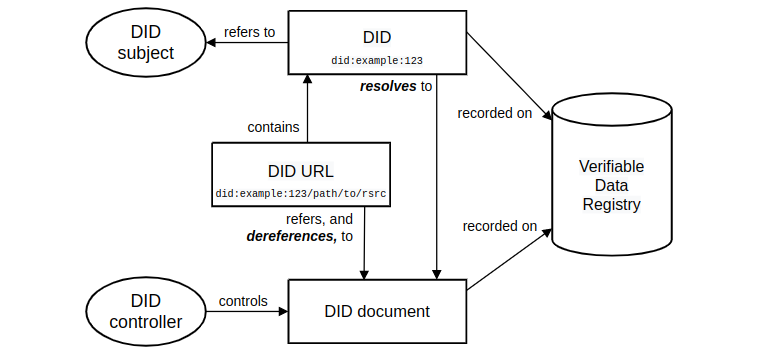 DID
subject
refers to
DID
did:example:123
resolves to
recorded on
contains
DID URL
did:example:123/path/to/rsrc
Verifiable
Data
Registry
refers, and
dereferences, to
recorded on
DID
controller
controls
DID document